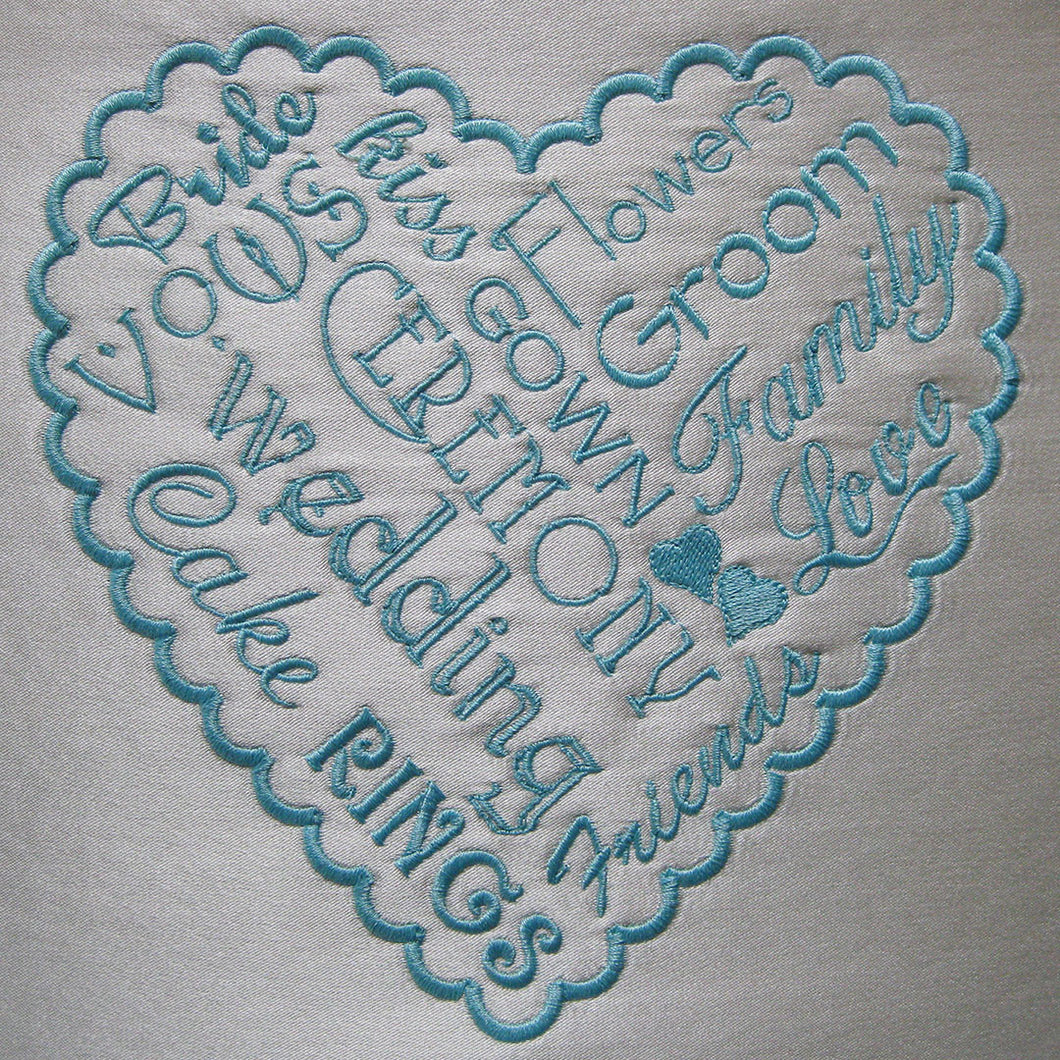 Bride
vows
kiss
Flowers
Groom
Gown
Ceremony
Family
Love
Wedding
Cake
Rings
Friends